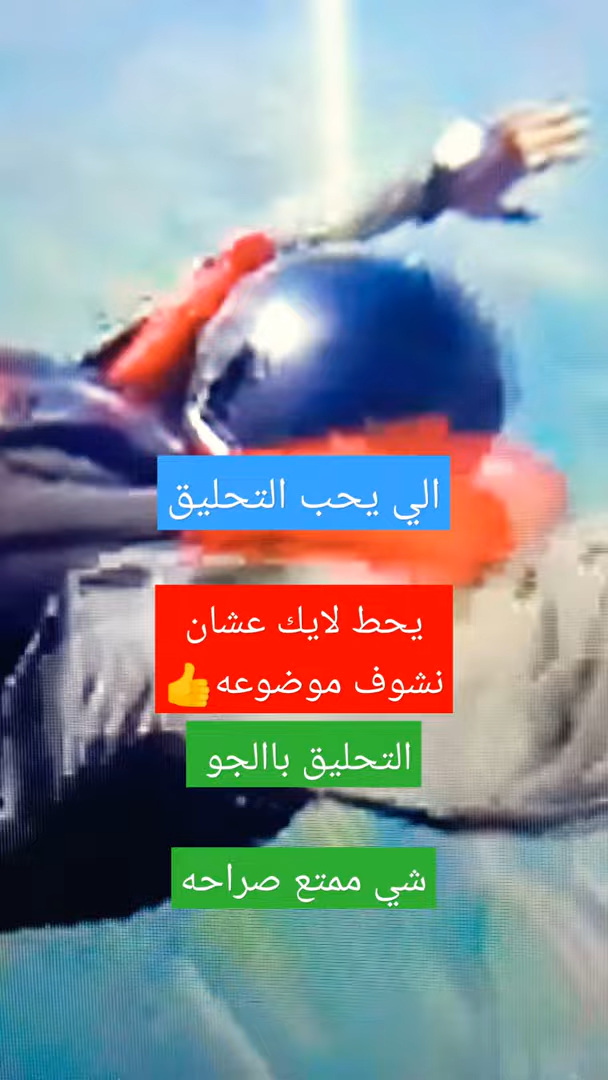 الي يحب التحليق
يحط لايك عشان
نشوف موضوعه👍
التحليق باالجو
شي ممتع صراحه